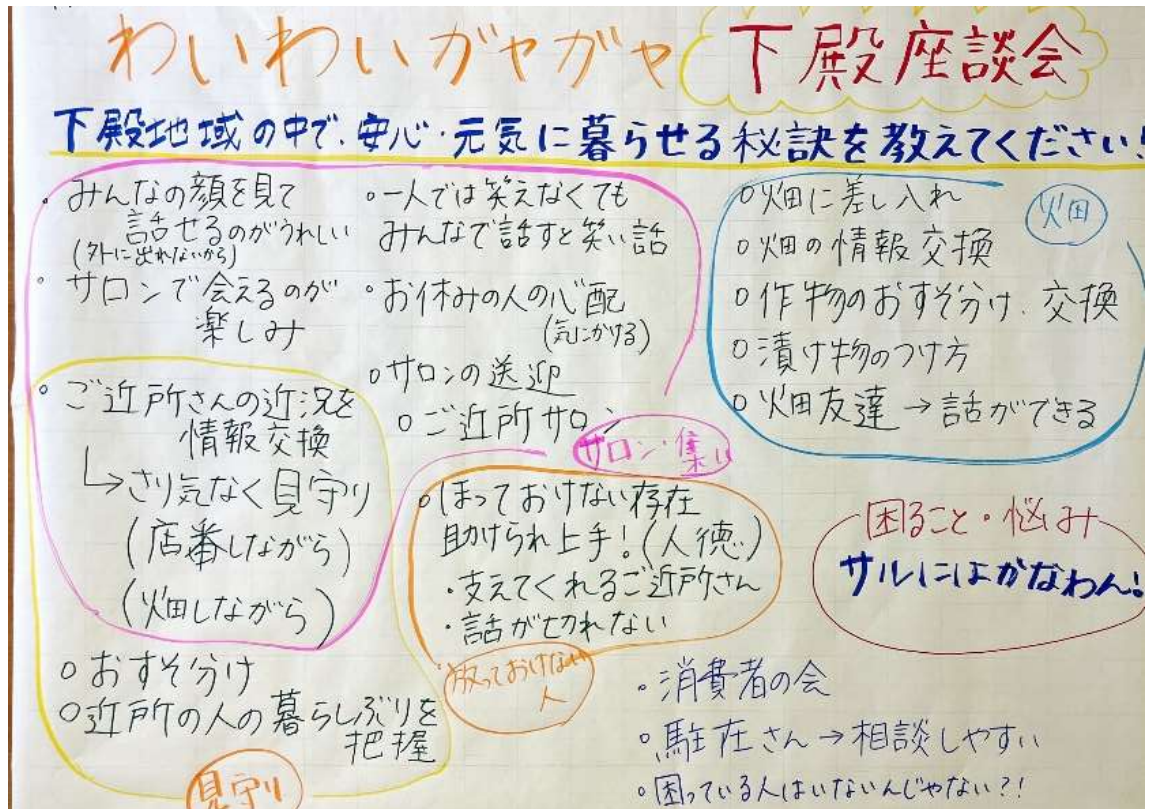 わいわいガヤガヤ 下殿座談会
下殿地域の中で、安心・元気に暮らせる秘訣を教えてください!
・みんなの顔を見て
話せるのがうれしい
(外に出れないから)
・サロンで会えるのが
楽しみ
・一人では笑えなくても
みんなで話すと笑い話
・お休みの人の心配
(気にかける)
・サロンの送迎
○ご近所サロン
サロン・集い
・ご近所さんの近況を
情報交換
→さり気なく見守り
(店番しながら)
(畑しながら)
○おすそ分け
○近所の人の暮らしぶりを
把握
見守り
○ほっておけない存在
助けられ上手!(人徳)
・支えてくれるご近所さん
・話が切れない
放っておけない
人
畑
○畑に差し入れ
○畑の情報交換
○作物のおすそ分け、交換
○漬け物のつけ方
○畑友達→話ができる
困ること・悩み
サルにはかなわん!
・消費者の会
・駐在さん→相談しやすい
・困っている人はいないんじゃない?!